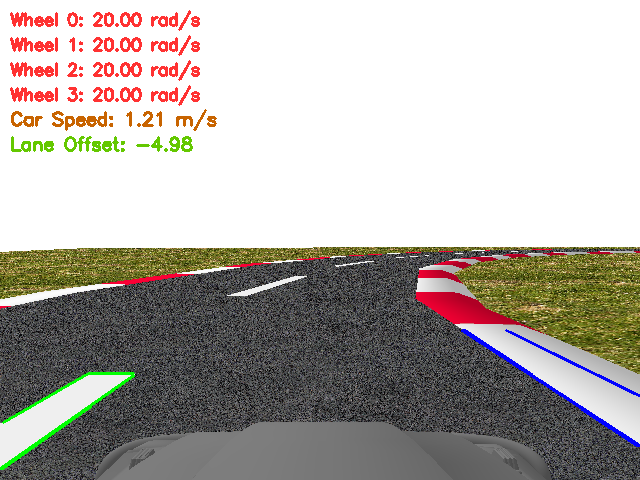 Wheel 0: 20.00 rad/s
Wheel 1: 20.00 rad/s
Wheel 2: 20.00 rad/s
Wheel 3: 20.00 rad/s
Car Speed: 1.21 m/s
Lane Offset: -4.98